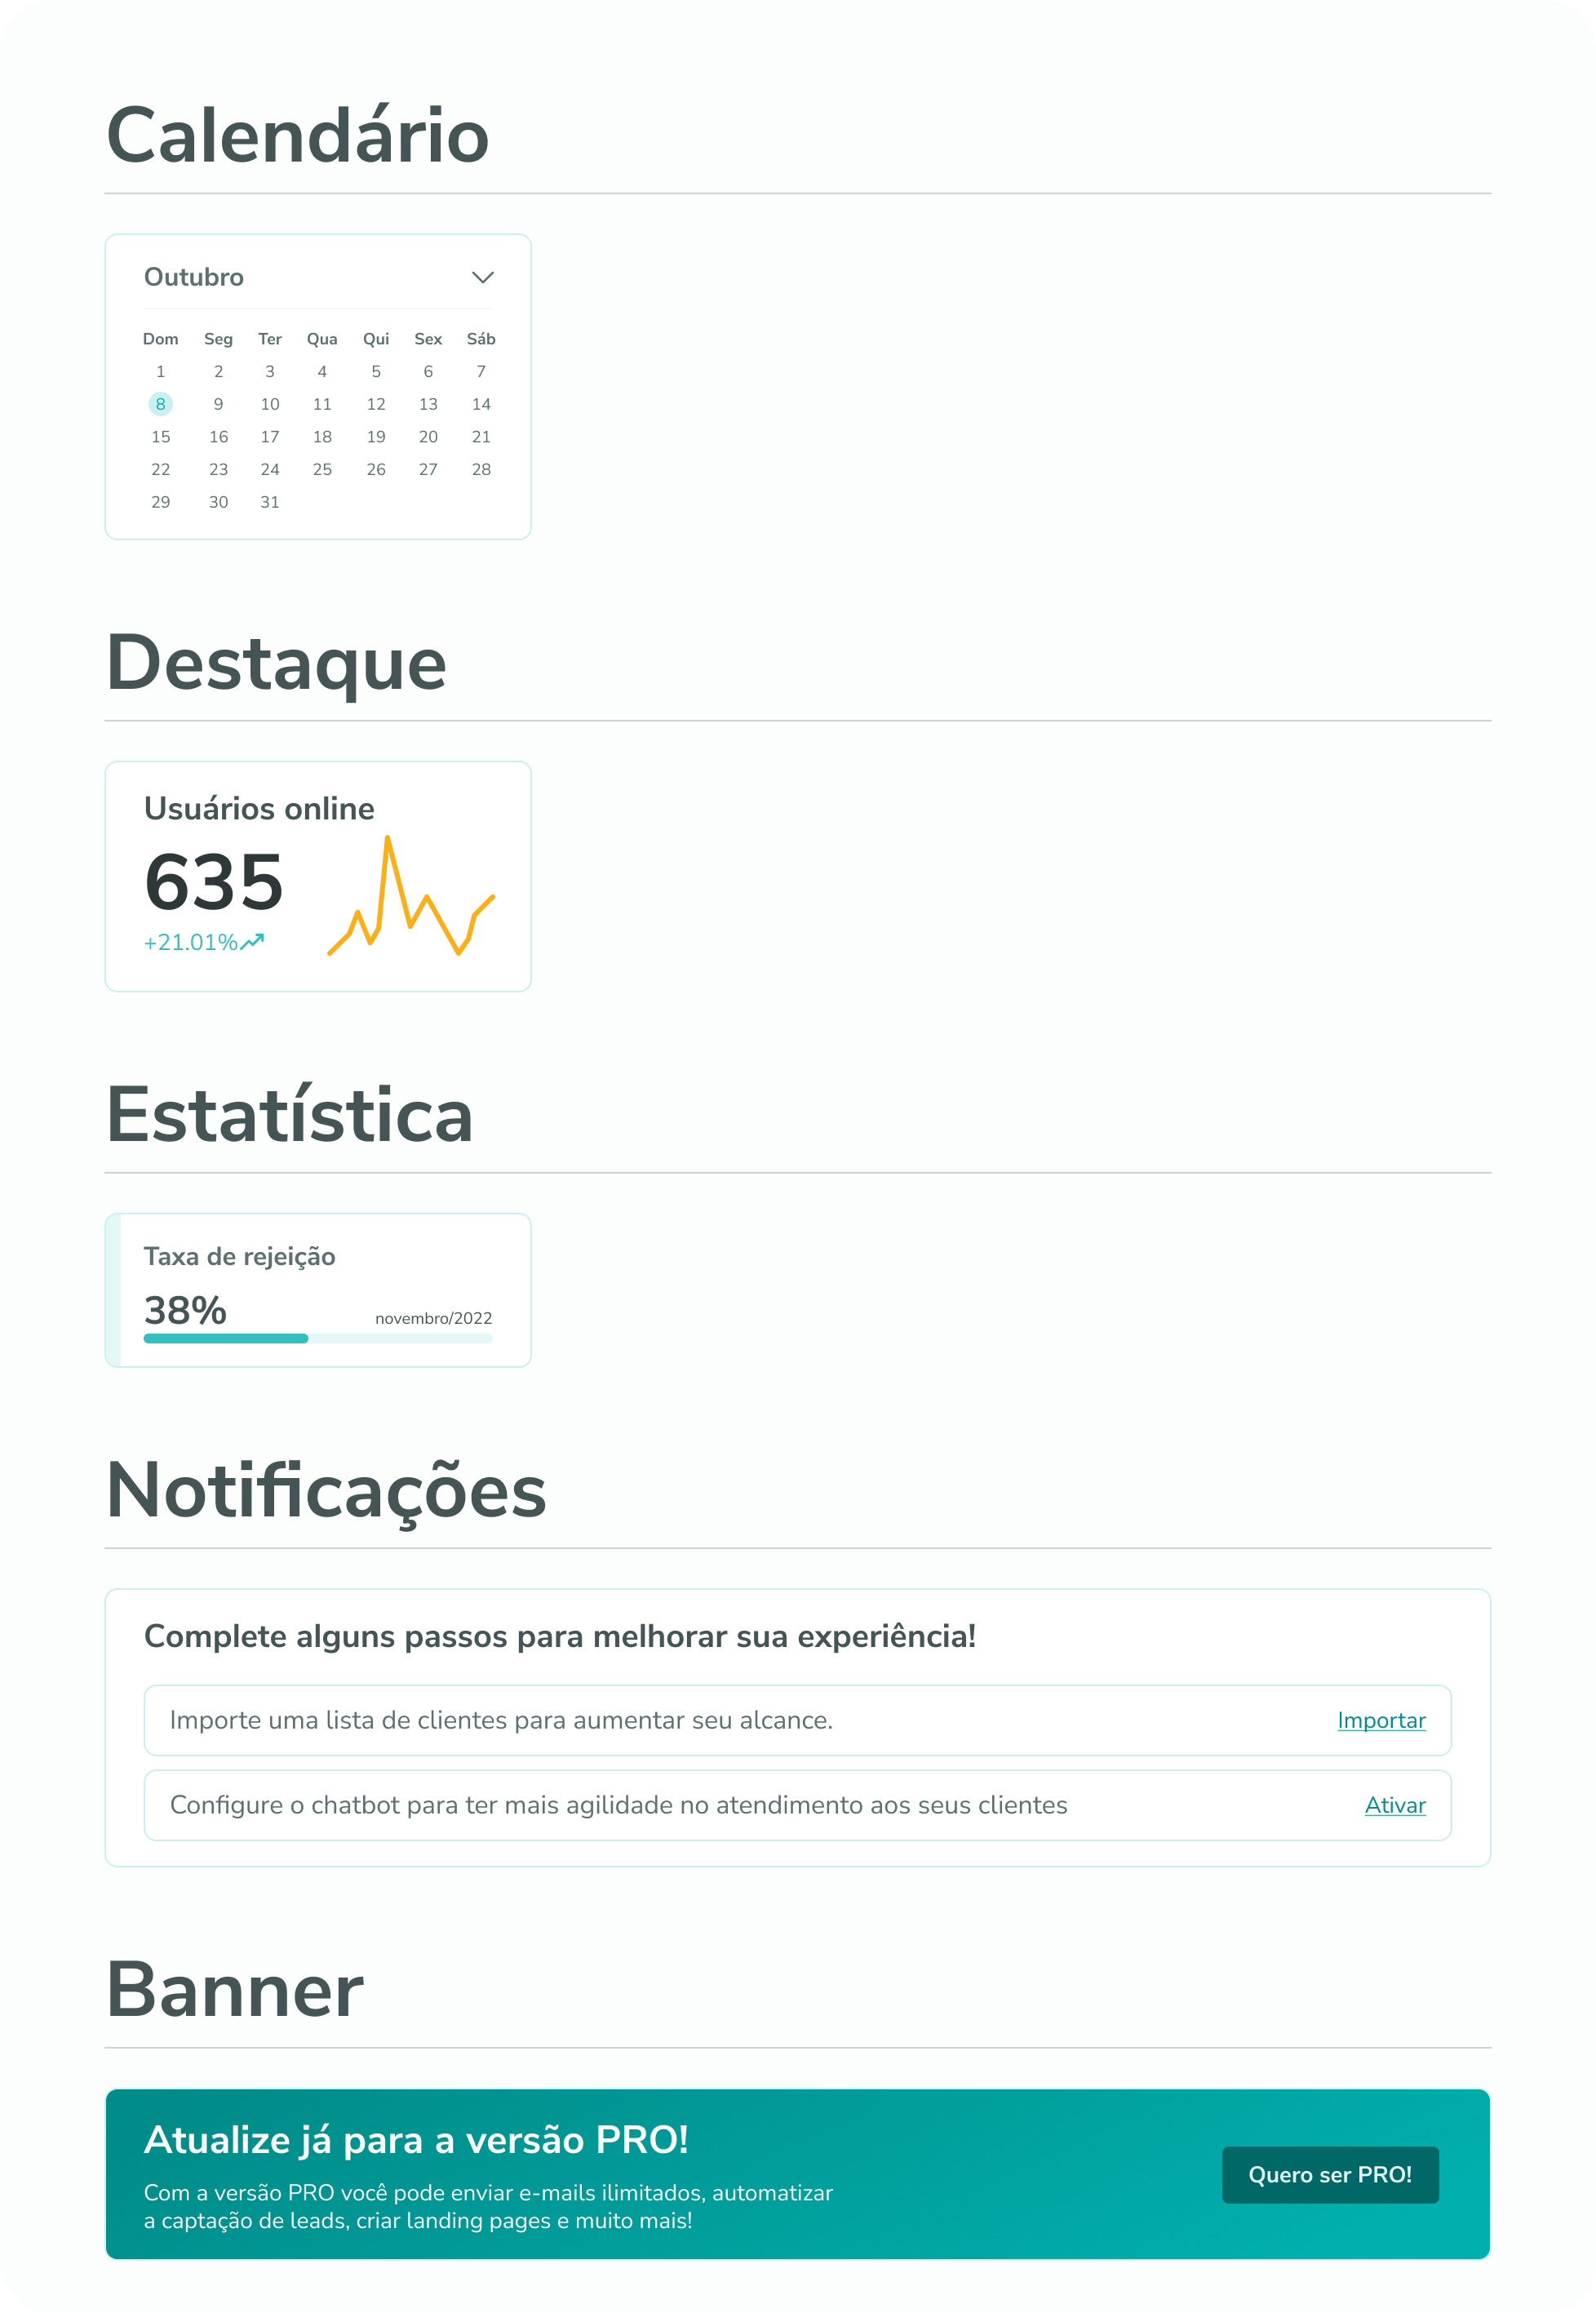 Calendário
Outubro
Dom Seg Ter Qua Qui Sex Sáb
1 2 3 4 5 6 7
8 9 10 11 12 13 14
15 16 17 18 19 20 21
22 23 24 25 26 27 28
29 30 31
Destaque
Usuários online
635
+21.01%
Estatística
Taxa de rejeição
38% novembro/2022
Notificações
Complete alguns passos para melhorar sua experiência!
Importe uma lista de clientes para aumentar seu alcance. Importar
Configure o chatbot para ter mais agilidade no atendimento aos seus clientes Ativar
Banner
Atualize já para a versão PRO!
Com a versão PRO você pode enviar e-mails ilimitados, automatizar
a captação de leads, criar landing pages e muito mais!
Quero ser PRO!